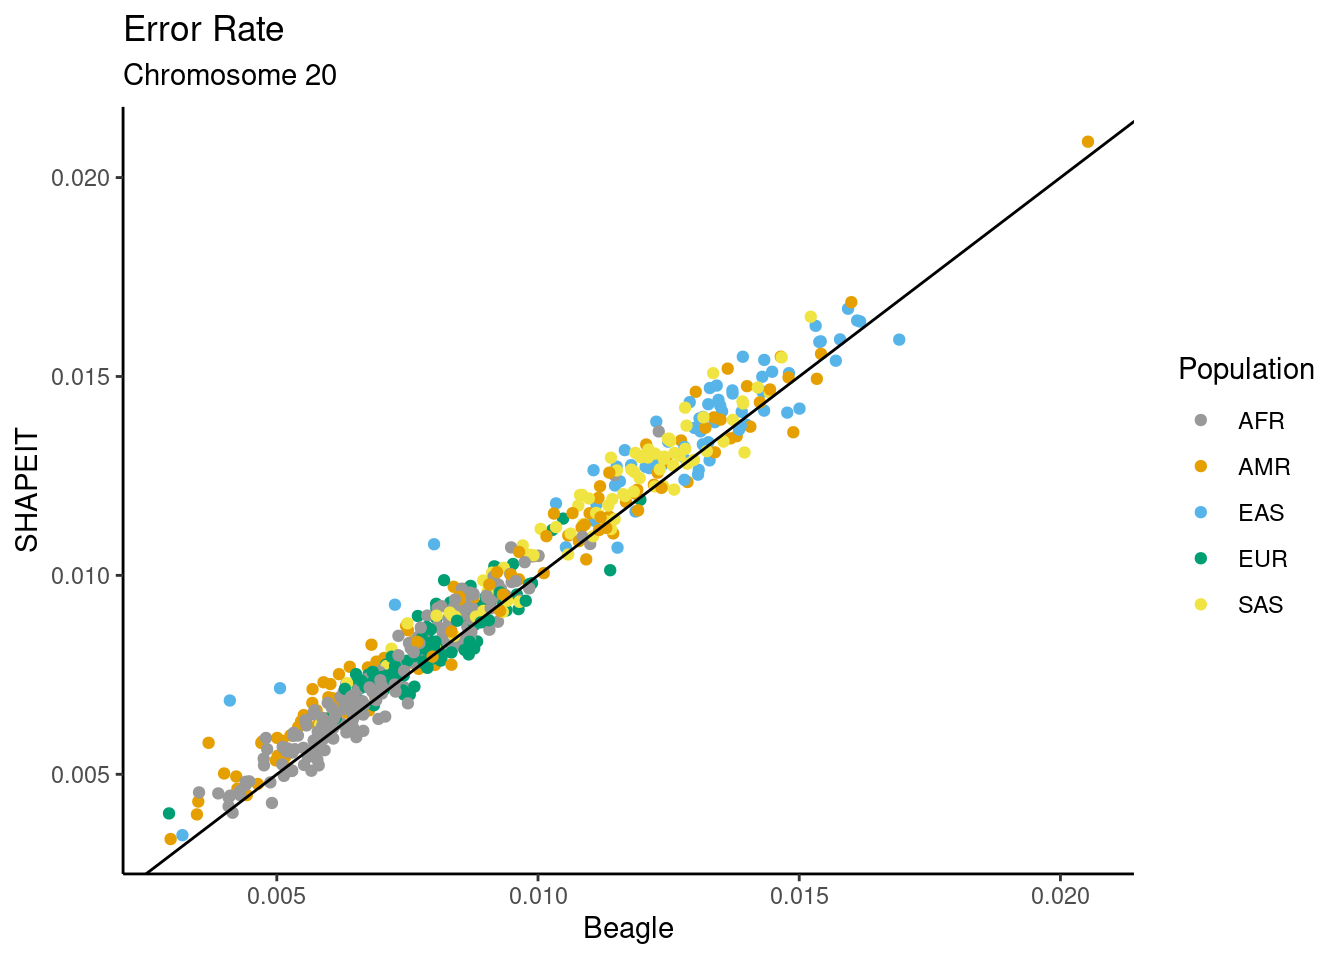 Error Rate
Chromosome 20
0.020
0.015
0.010
0.005
SHAPEIT
0.005
0.010
0.015
0.020
Beagle
Population
AFR
AMR
EAS
EUR
SAS